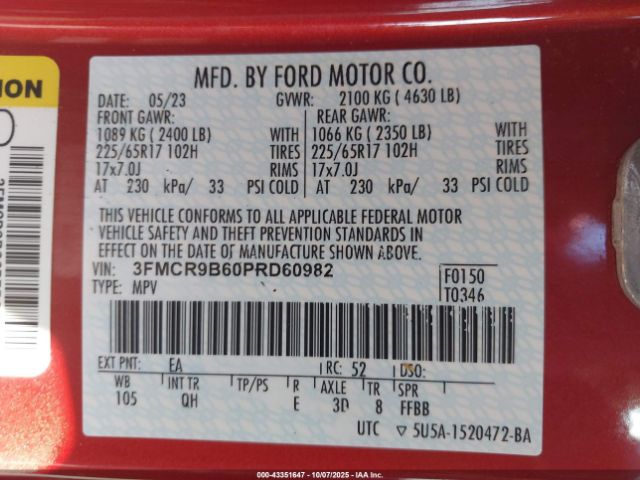 MFD. BY FORD MOTOR CO.
DATE: 05/23 GVWR: 2100 KG ( 4630 LB)
FRONT GAWR: REAR GAWR:
1089 KG ( 2400 LB) WITH 1066 KG ( 2350 LB) WITH
225/65R17 102H TIRES 225/65R17 102H TIRES
17x7.0J RIMS 17x7.0J RIMS
AT 230 kPa/ 33 PSI COLD AT 230 kPa/ 33 PSI COLD
THIS VEHICLE CONFORMS TO ALL APPLICABLE FEDERAL MOTOR
VEHICLE SAFETY AND THEFT PREVENTION STANDARDS IN
EFFECT ON THE DATE OF MANUFACTURE SHOWN ABOVE.
VIN: 3FMCR9B60PRD60982 F0150
TYPE: MPV T0346
EXT PNT: EA RC: 52 DSO:
WB INT TR TP/PS R AXLE TR SPR
105 QH E 3D 8 FFBB
UTC ▽ 5U5A-1520472-BA
ION
00-43351647 - 10/07/2025 - IAA, Inc.